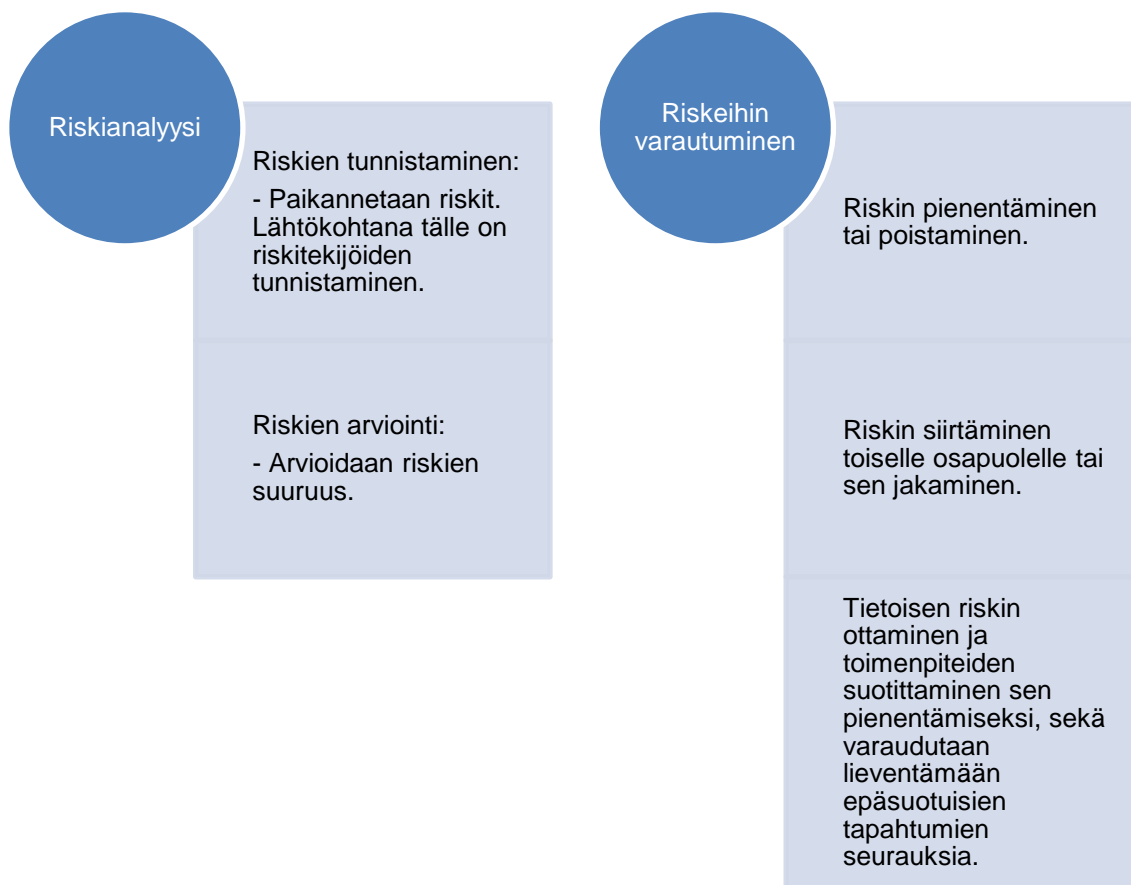 Riskianalyysi
Riskien tunnistaminen:
- Paikannetaan riskit.
Lähtökohtana tälle on
riskitekijöiden
tunnistaminen.
Riskien arviointi:
- Arvioidaan riskien
suuruus.
Riskeihin
varautuminen
Riskin pienentäminen
tai poistaminen.
Riskin siirtäminen
toiselle osapuolelle tai
sen jakaminen.
Tietoisen riskin
ottaminen ja
toimenpiteiden
suotittaminen sen
pienentämiseksi, sekä
varaudutaan
lieventämään
epäsuotuisien
tapahtumien
seurauksia.